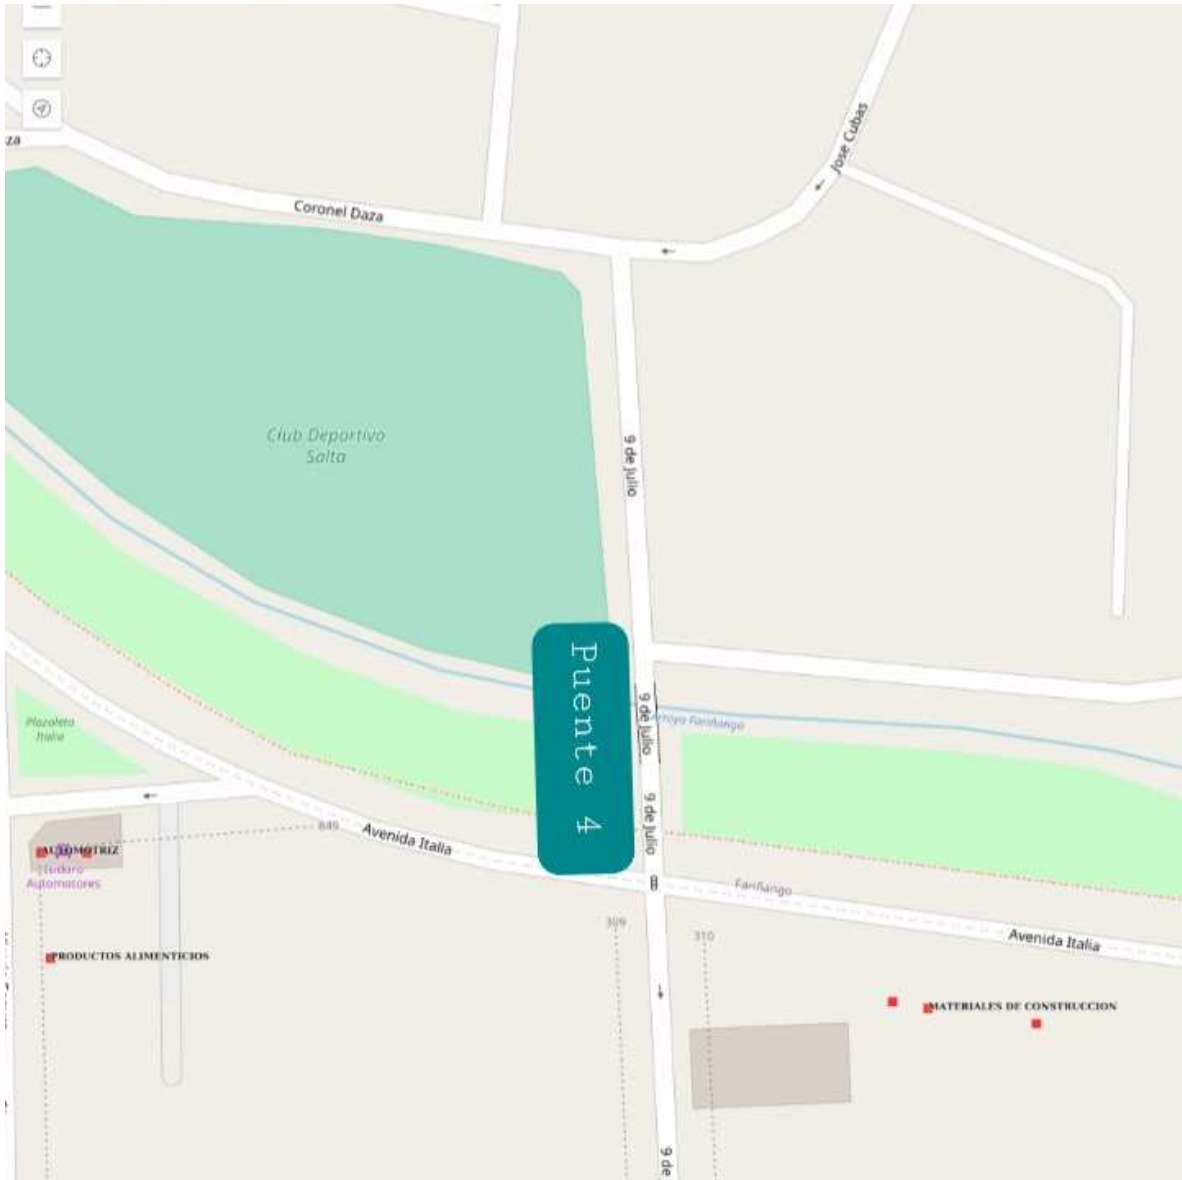 za
Jose Cubas
Coronel Daza
Club Deportivo
Salta
9 de Julio
Puente 4
9 de Julio
Arroyo Fariñango
Plazoleta
Italia
9 de Julio
849
Avenida Italia
AUTOMOTRIZ
Isidoro
Automotores
Fariñango
309
310
Avenida Italia
PRODUCTOS ALIMENTICIOS
MATERIALES DE CONSTRUCCION
9 de